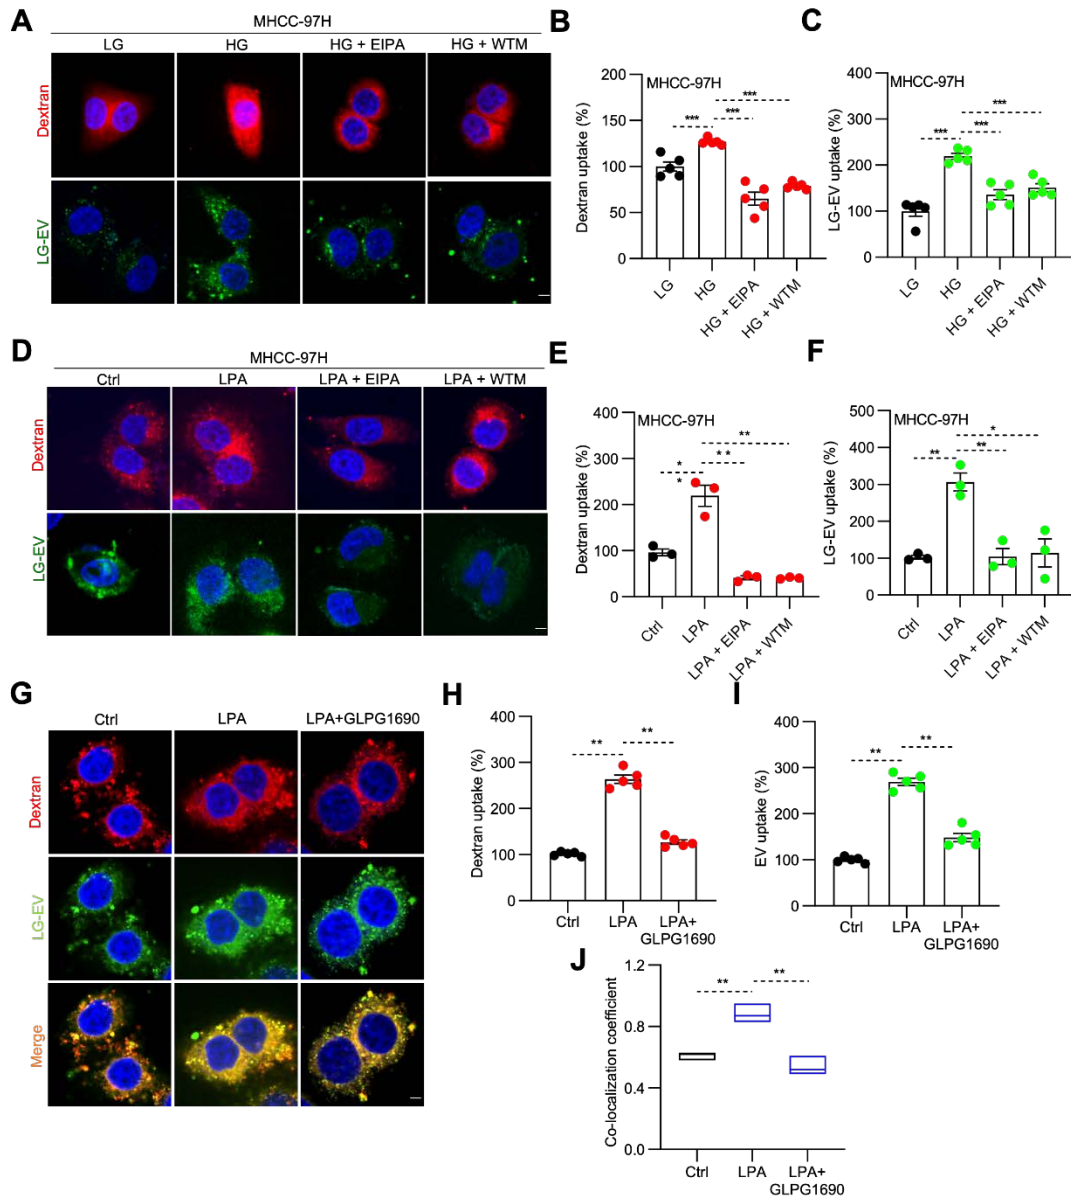 A
MHCC-97H
LG HG HG + EIPA HG + WTM
Dextran
LG-EV
B
MHCC-97H
Dextran uptake (%)
200
150
100
50
0
*** *** ***
LG HG HG + EIPA HG + WTM
C
MHCC-97H
LG-EV uptake (%)
400
300
200
100
0
*** *** ***
LG HG HG + EIPA HG + WTM
D
MHCC-97H
Ctrl LPA LPA + EIPA LPA + WTM
Dextran
LG-EV
E
MHCC-97H
Dextran uptake (%)
400
300
200
100
0
** ** **
Ctrl LPA LPA + EIPA LPA + WTM
F
MHCC-97H
LG-EV uptake (%)
500
400
300
200
100
0
** ** *
Ctrl LPA LPA + EIPA LPA + WTM
G
Ctrl LPA LPA+GLPG1690
Dextran
LG-EV
Merge
H
Dextran uptake (%)
400
300
200
100
0
** **
Ctrl LPA LPA+
GLPG1690
I
EV uptake (%)
400
300
200
100
0
** **
Ctrl LPA LPA+
GLPG1690
J
Co-localization coefficient
1.2
0.8
0.4
0.0
** **
Ctrl LPA LPA+
GLPG1690